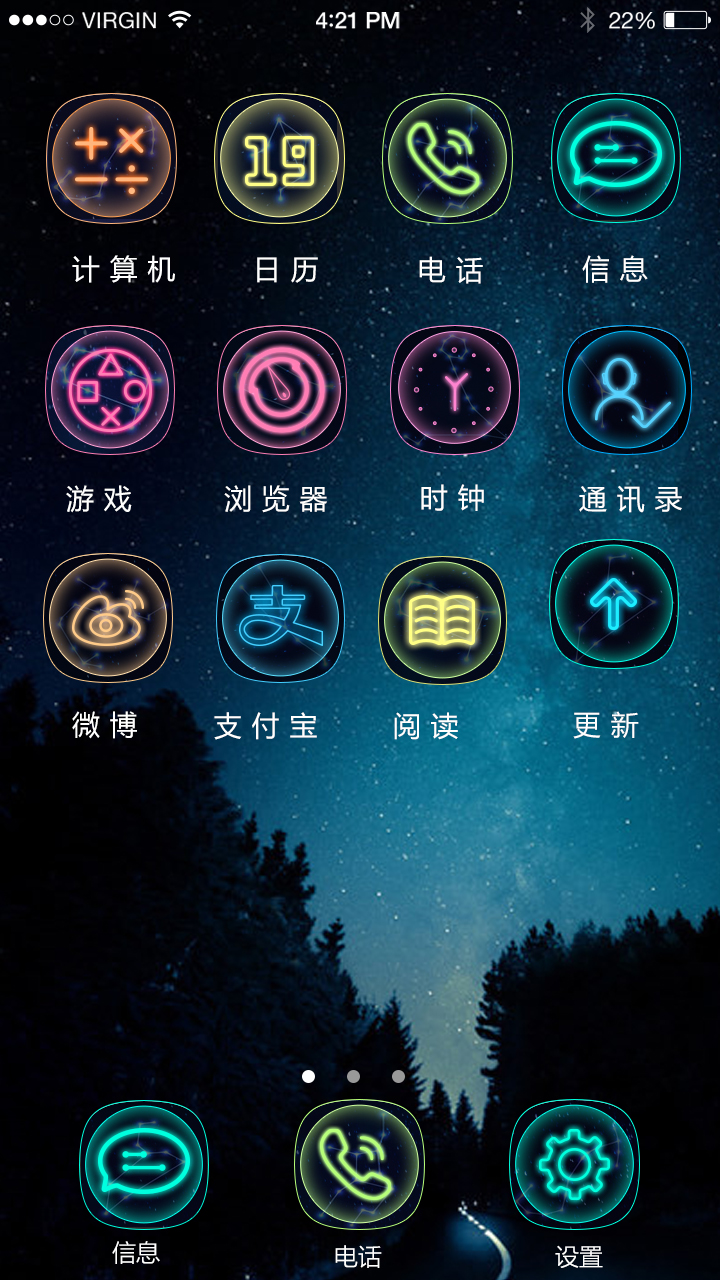 VIRGIN 4:21 PM 22%
19
计算机 日历 电话 信息
游戏 浏览器 时钟 通讯录
支
微博 支付宝 阅读 更新
信息 电话 设置